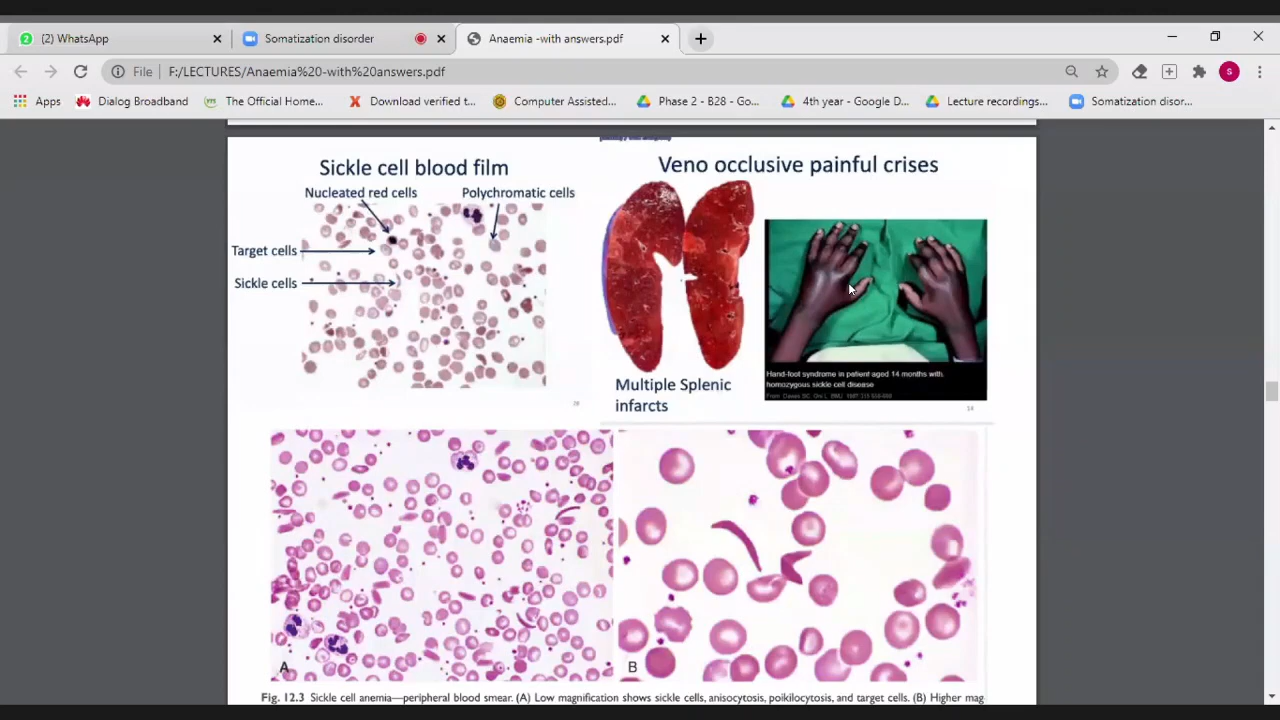 (2) WhatsApp
Somatization disorder
Anaemia -with answers.pdf
File F:/LECTURES/Anaemia%20-with%20answers.pdf
S
Apps Dialog Broadband The Official Home... Download verified t... Computer Assisted... Phase 2 - B28 - Go... 4th year - Google D... Lecture recordings... Somatization disor...
Sickle cell blood film
Nucleated red cells Polychromatic cells
Target cells
Sickle cells
Veno occlusive painful crises
Multiple Splenic
infarcts
Hand-foot syndrome in patient aged 14 months with
homozygous sickle cell disease
14
A
B
Fig. 12.3 Sickle cell anemia—peripheral blood smear. (A) Low magnification shows sickle cells, anisocytosis, poikilocytosis, and target cells. (B) Higher mag